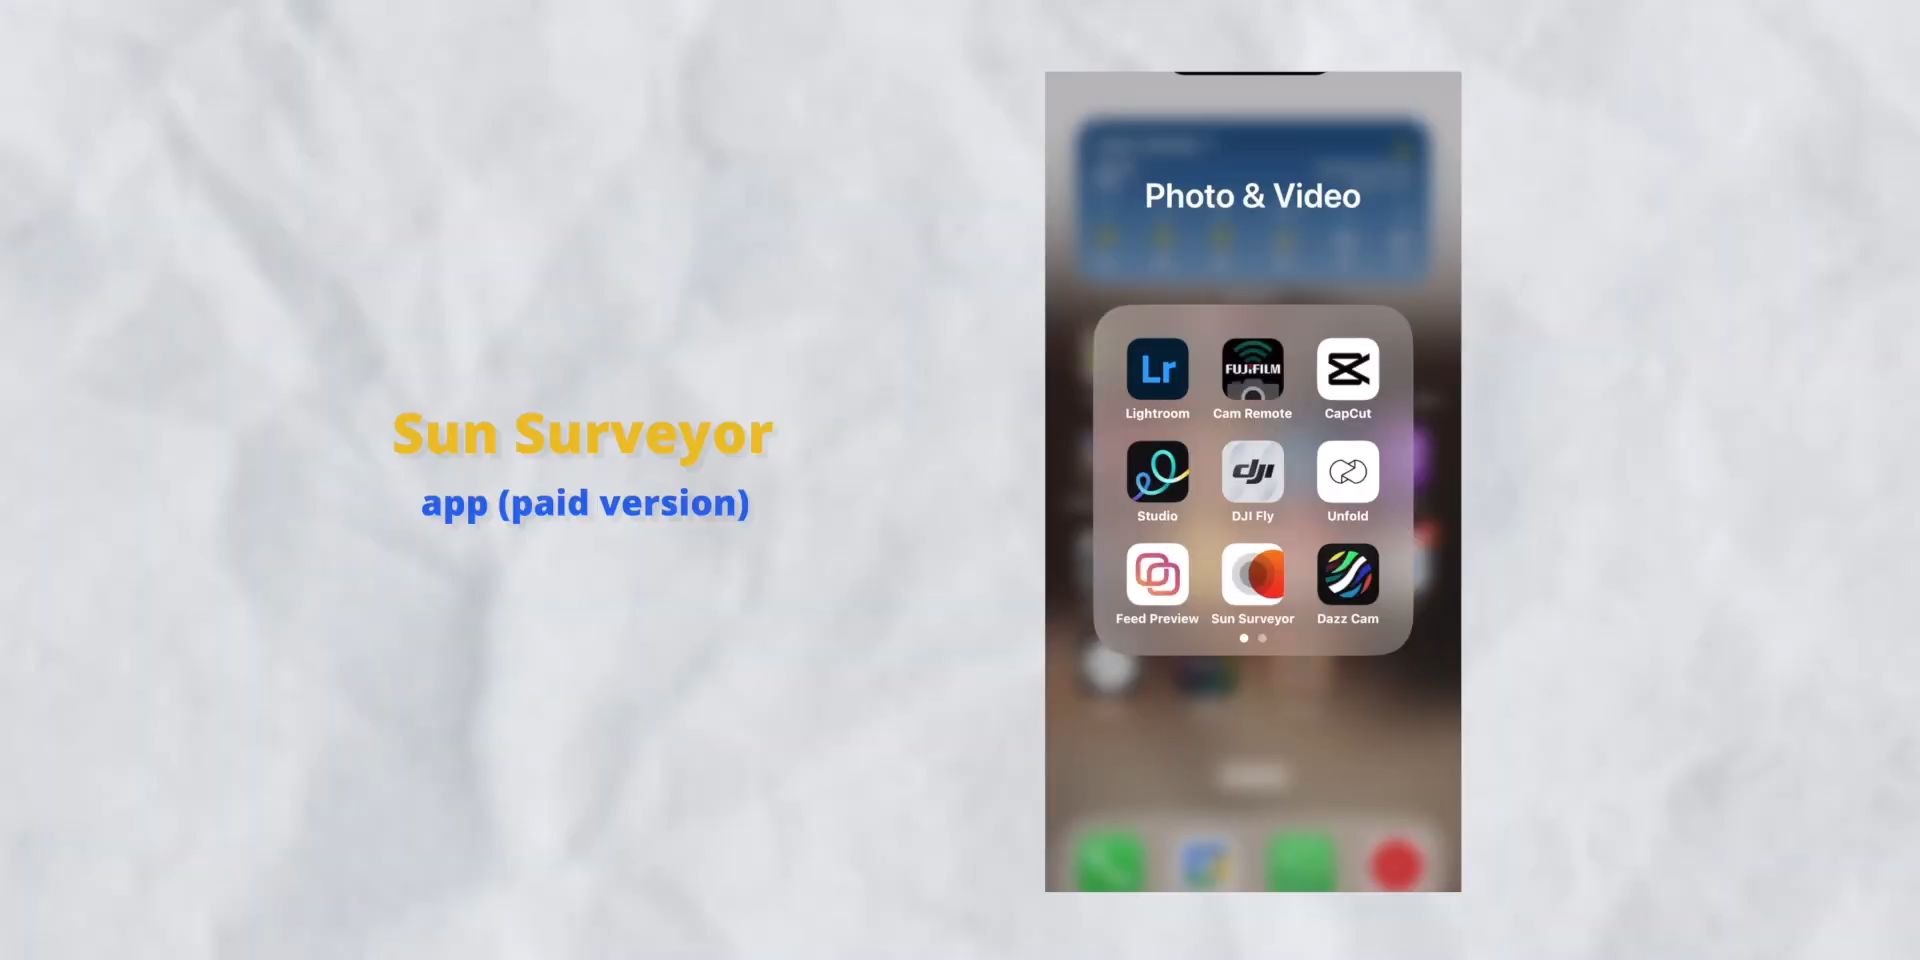 Sun Surveyor
app (paid version)
Photo & Video
Lr
FUJIFILM
Lightroom
Cam Remote
CapCut
dji
Studio
DJI Fly
Unfold
Feed Preview
Sun Surveyor
Dazz Cam